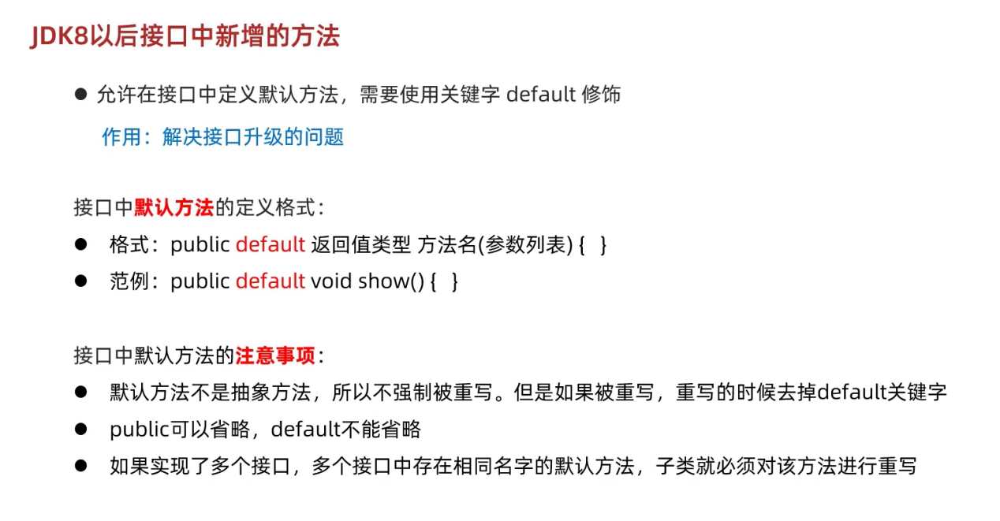 JDK8以后接口中新增的方法
● 允许在接口中定义默认方法，需要使用关键字 default 修饰
作用：解决接口升级的问题
接口中默认方法的定义格式：
● 格式：public default 返回值类型 方法名(参数列表) {   }
● 范例：public default void show() {   }
接口中默认方法的注意事项：
● 默认方法不是抽象方法，所以不强制被重写。但是如果被重写，重写的时候去掉default关键字
● public可以省略，default不能省略
● 如果实现了多个接口，多个接口中存在相同名字的默认方法，子类就必须对该方法进行重写